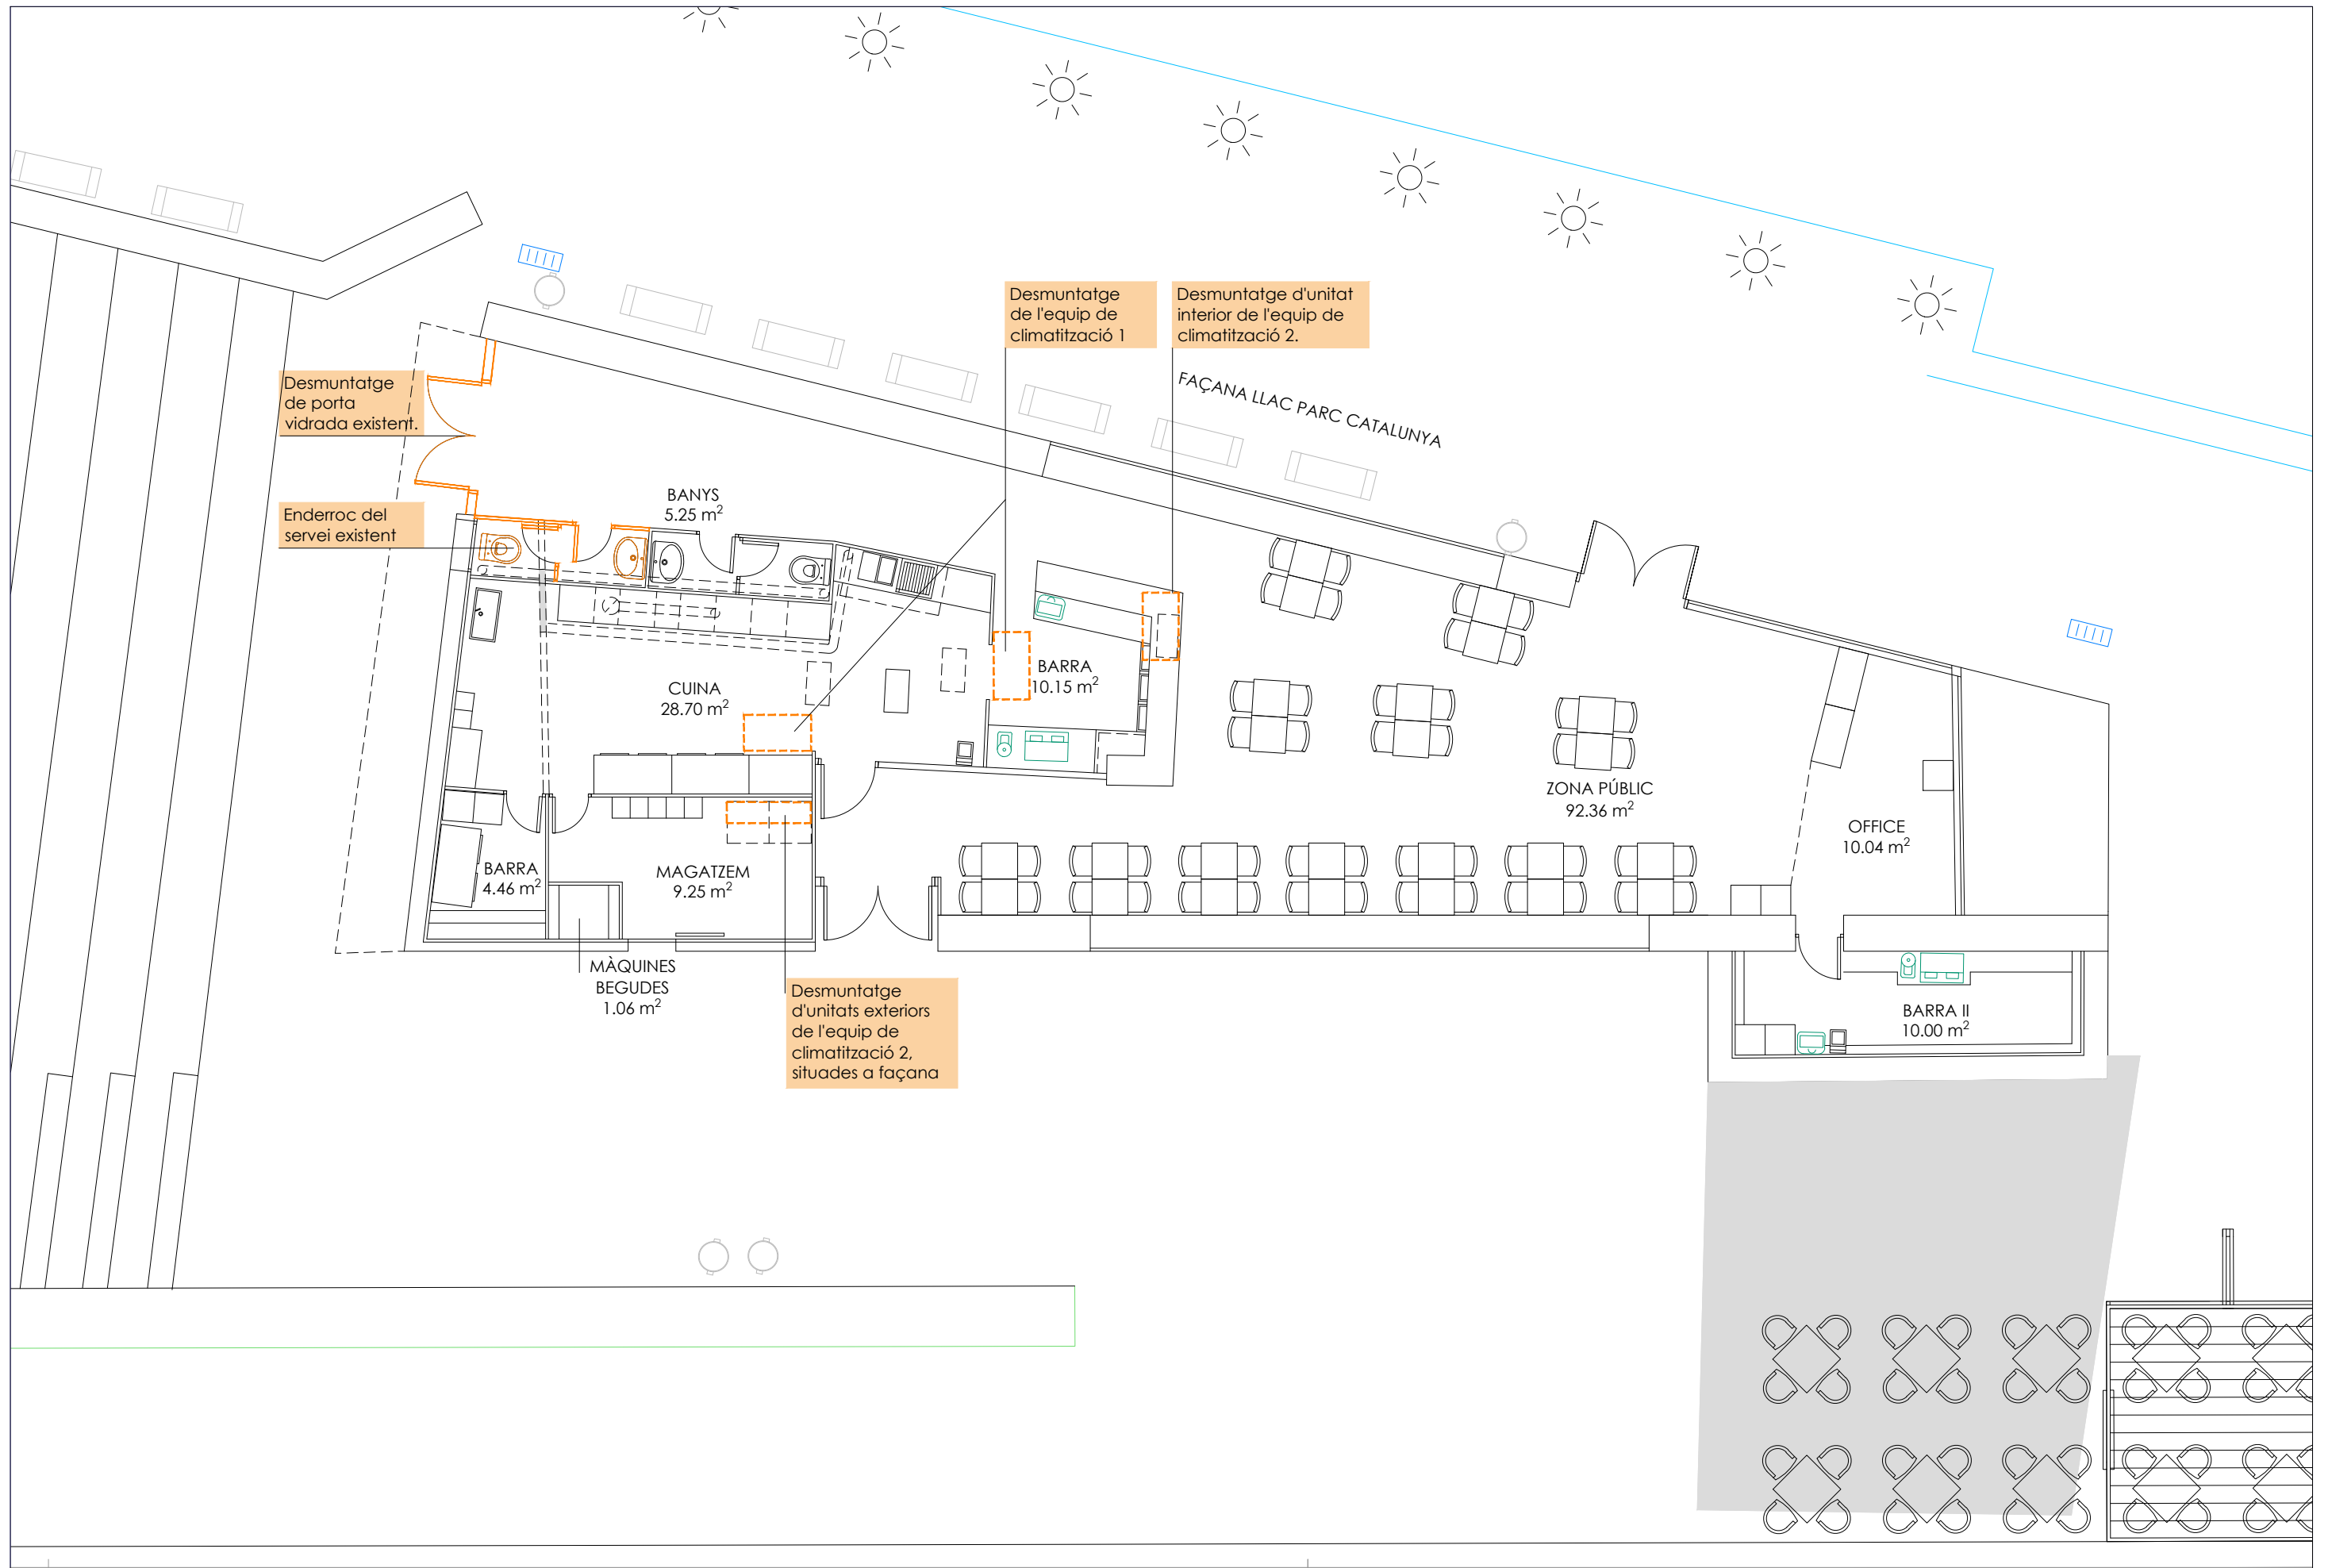 Desmuntatge
de l'equip de
climatització 1
Desmuntatge d'unitat
interior de l'equip de
climatització 2.
FAÇANA LLAC PARC CATALUNYA
Desmuntatge
de porta
vidrada existent.
Enderroc del
servei existent
BANYS
5.25 m²
BARRA
10.15 m²
CUINA
28.70 m²
ZONA PÚBLIC
92.36 m²
OFFICE
10.04 m²
BARRA
4.46 m²
MAGATZEM
9.25 m²
MÀQUINES
BEGUDES
1.06 m²
Desmuntatge
d'unitats exteriors
de l'equip de
climatització 2,
situades a façana
BARRA II
10.00 m²